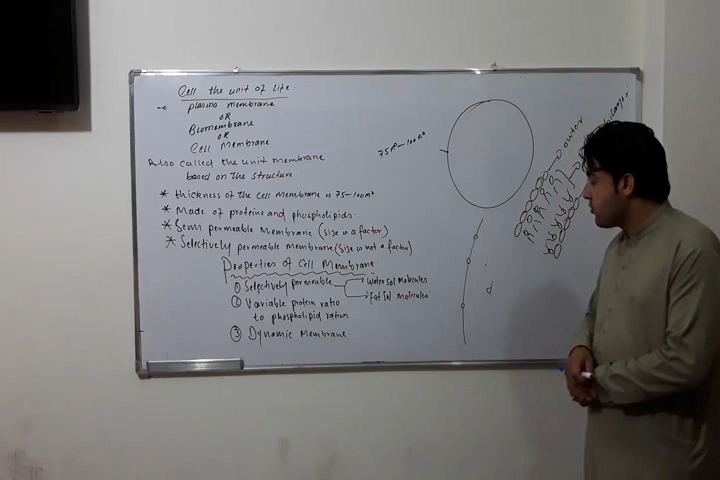 Cell the unit of Life.
→ plasma membrane
OR
Biomembrane
OR
Cell Membrane
Also called the unit membrane
based on the structure.
* thickness of the cell membrane is 75-100A°
* Made of proteins and phospholipids.
* Semi permeable Membrane (size is a factor)
* Selectively permeable membrane (size is not a factor)
Properties of Cell Membrane
① Selectively permeable
Water sol molecules
Fat sol molecules
② Variable protein ratio
to phospholipid ration
③ Dynamic Membrane.
75A°-100A°
outer